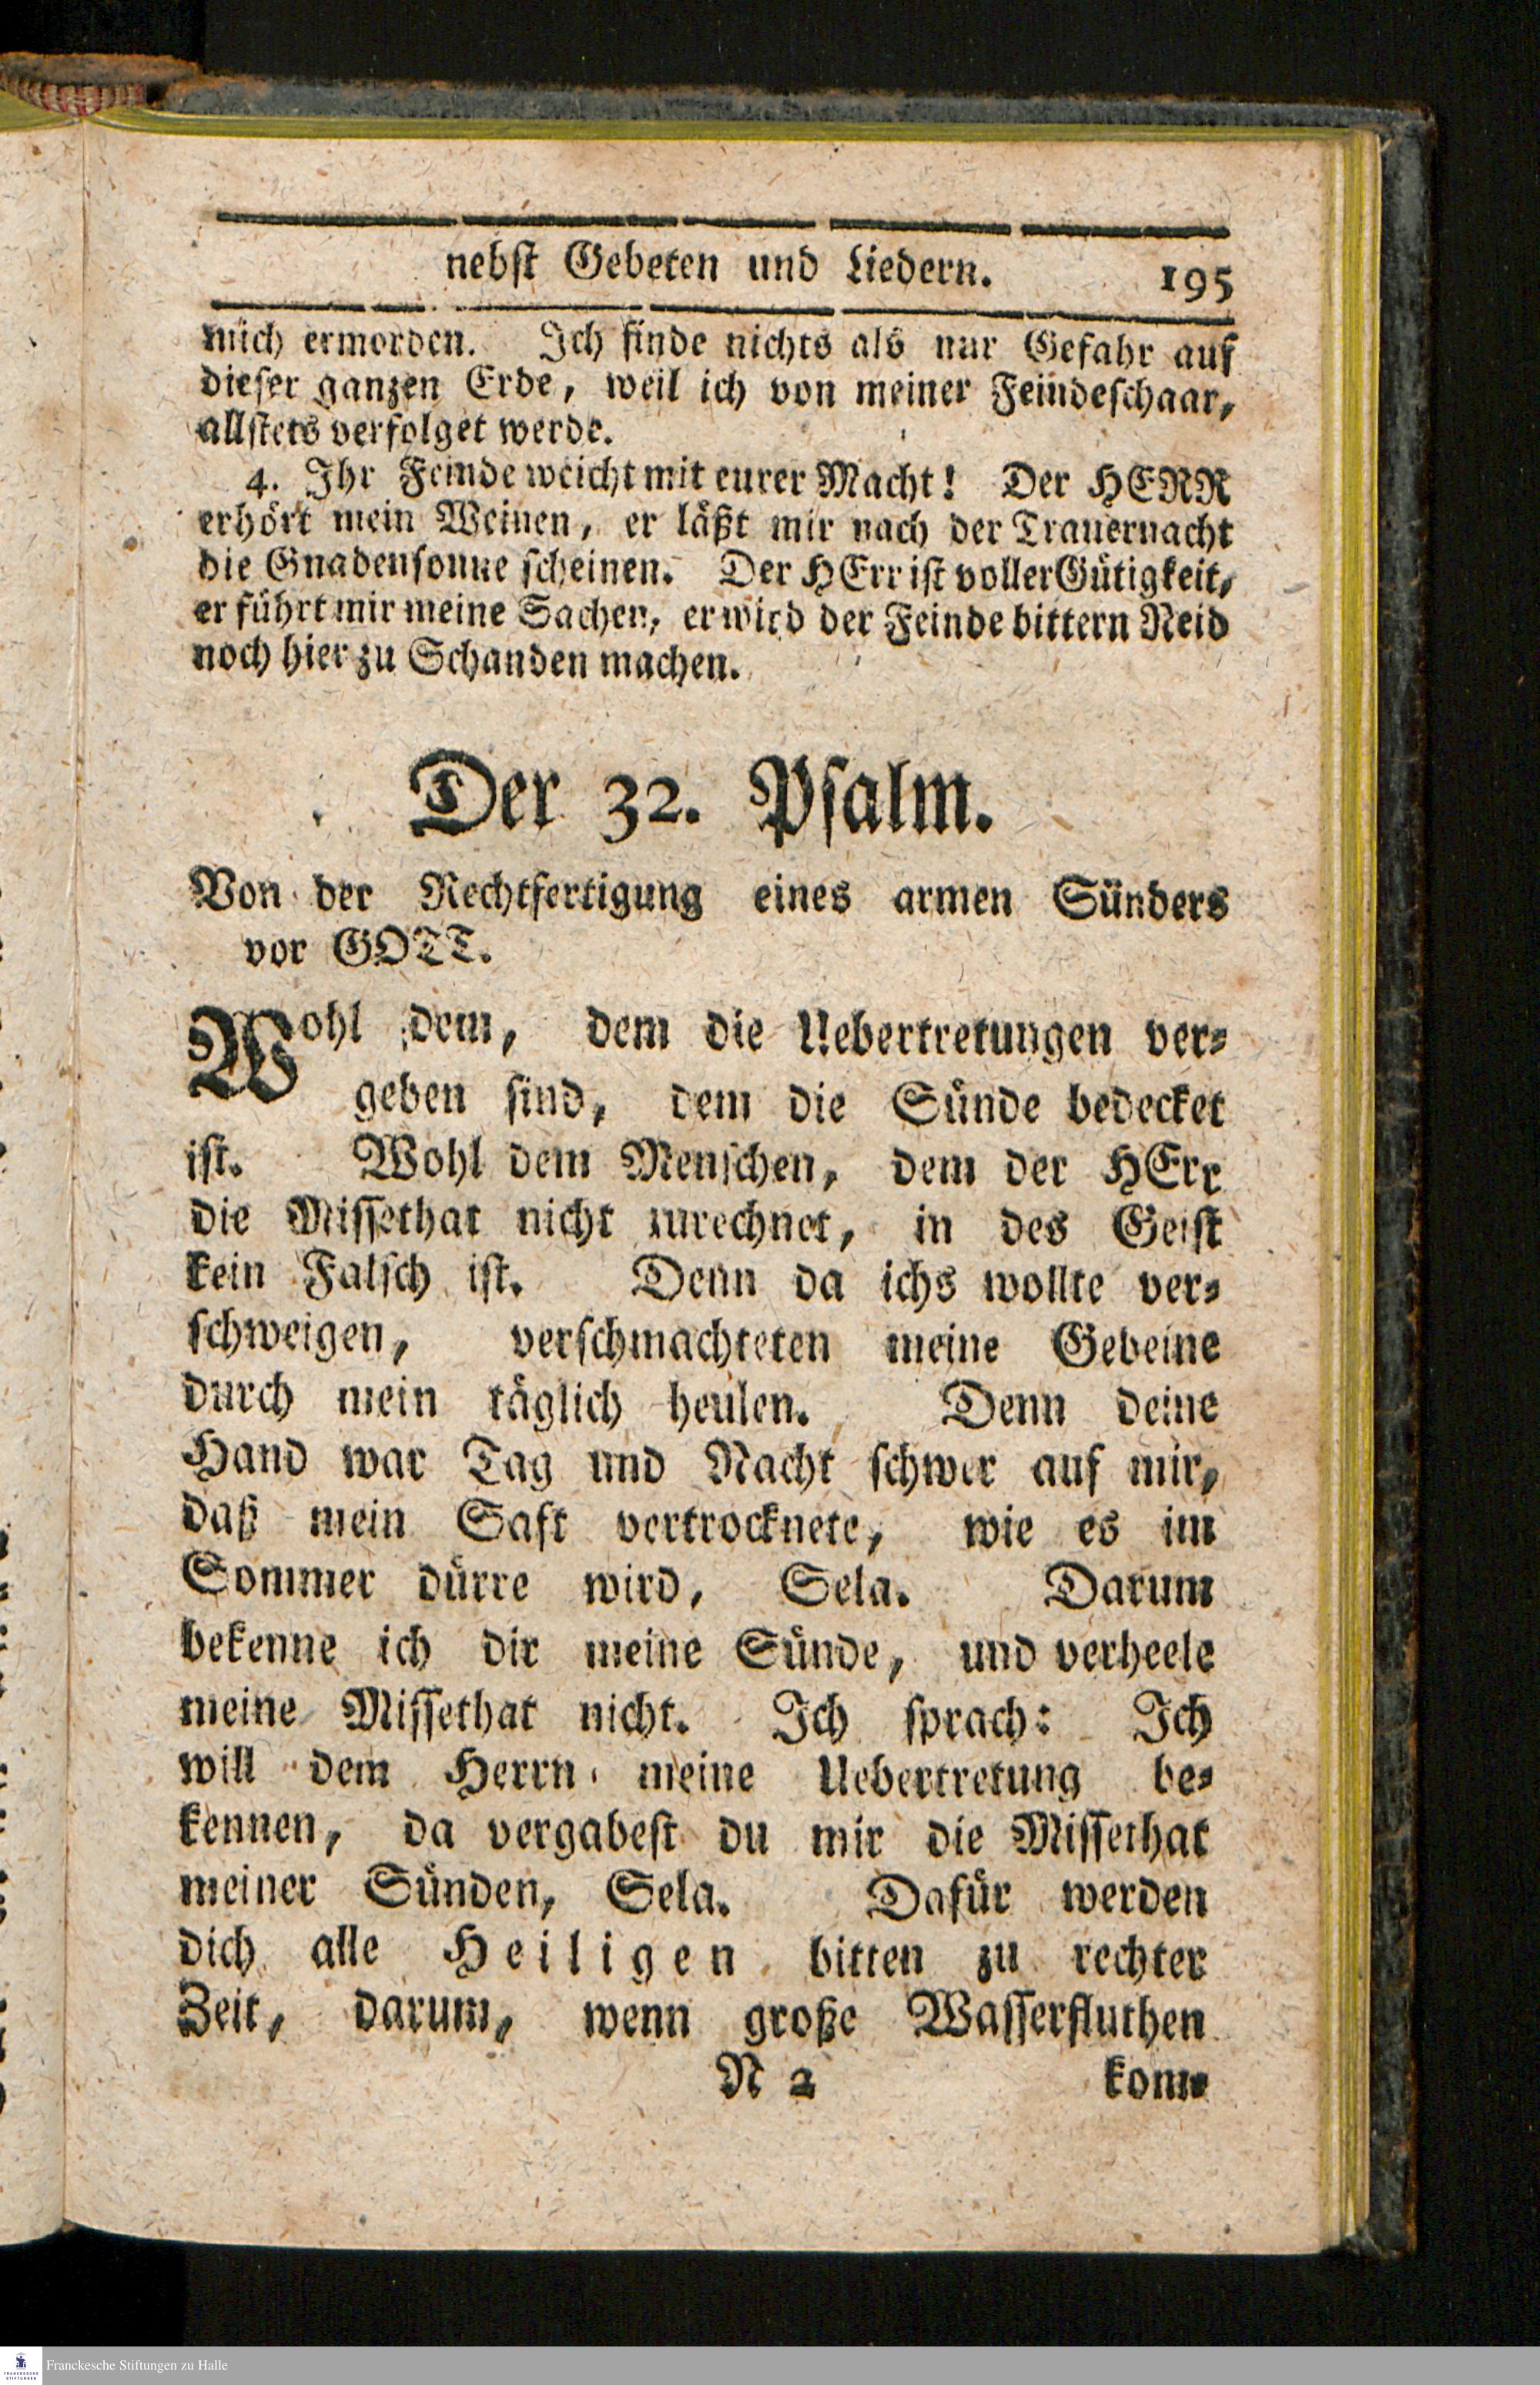 nebst Gebeten und Liedern. 195
mich ermorden. Ich finde nichts als nur Gefahr auf
dieser ganzen Erde, weil ich von meiner Feindeschaar,
allstets verfolget werde.
4. Ihr Feinde weicht mit eurer Macht! Der HERR
erhört mein Weinen, er läßt mir nach der Trauernacht
die Gnadensonne scheinen. Der HErr ist voller Gütigkeit,
er führt mir meine Sachen, er wird der Feinde bittern Neid
noch hier zu Schanden machen.
Der 32. Psalm.
Von der Rechtfertigung eines armen Sünders
vor GOTT.
Wohl dem, dem die Uebertretungen ver-
geben sind, dem die Sünde bedecket
ist. Wohl dem Menschen, dem der HErr
die Missethat nicht zurechnet, in des Geist
kein Falsch ist. Denn da ichs wollte ver-
schweigen, verschmachteten meine Gebeine
durch mein täglich heulen. Denn deine
Hand war Tag und Nacht schwer auf mir,
daß mein Saft vertrocknete, wie es im
Sommer dürre wird, Sela. Darum
bekenne ich dir meine Sünde, und verheele
meine Missethat nicht. Ich sprach: Ich
will dem Herrn meine Uebertretung be-
kennen, da vergabest du mir die Missethat
meiner Sünden, Sela. Dafür werden
dich alle Heiligen bitten zu rechter
Zeit, darum, wenn große Wasserfluthen
N 2 kom-
FRANCKESCHE
STIFTUNGEN
Franckesche Stiftungen zu Halle